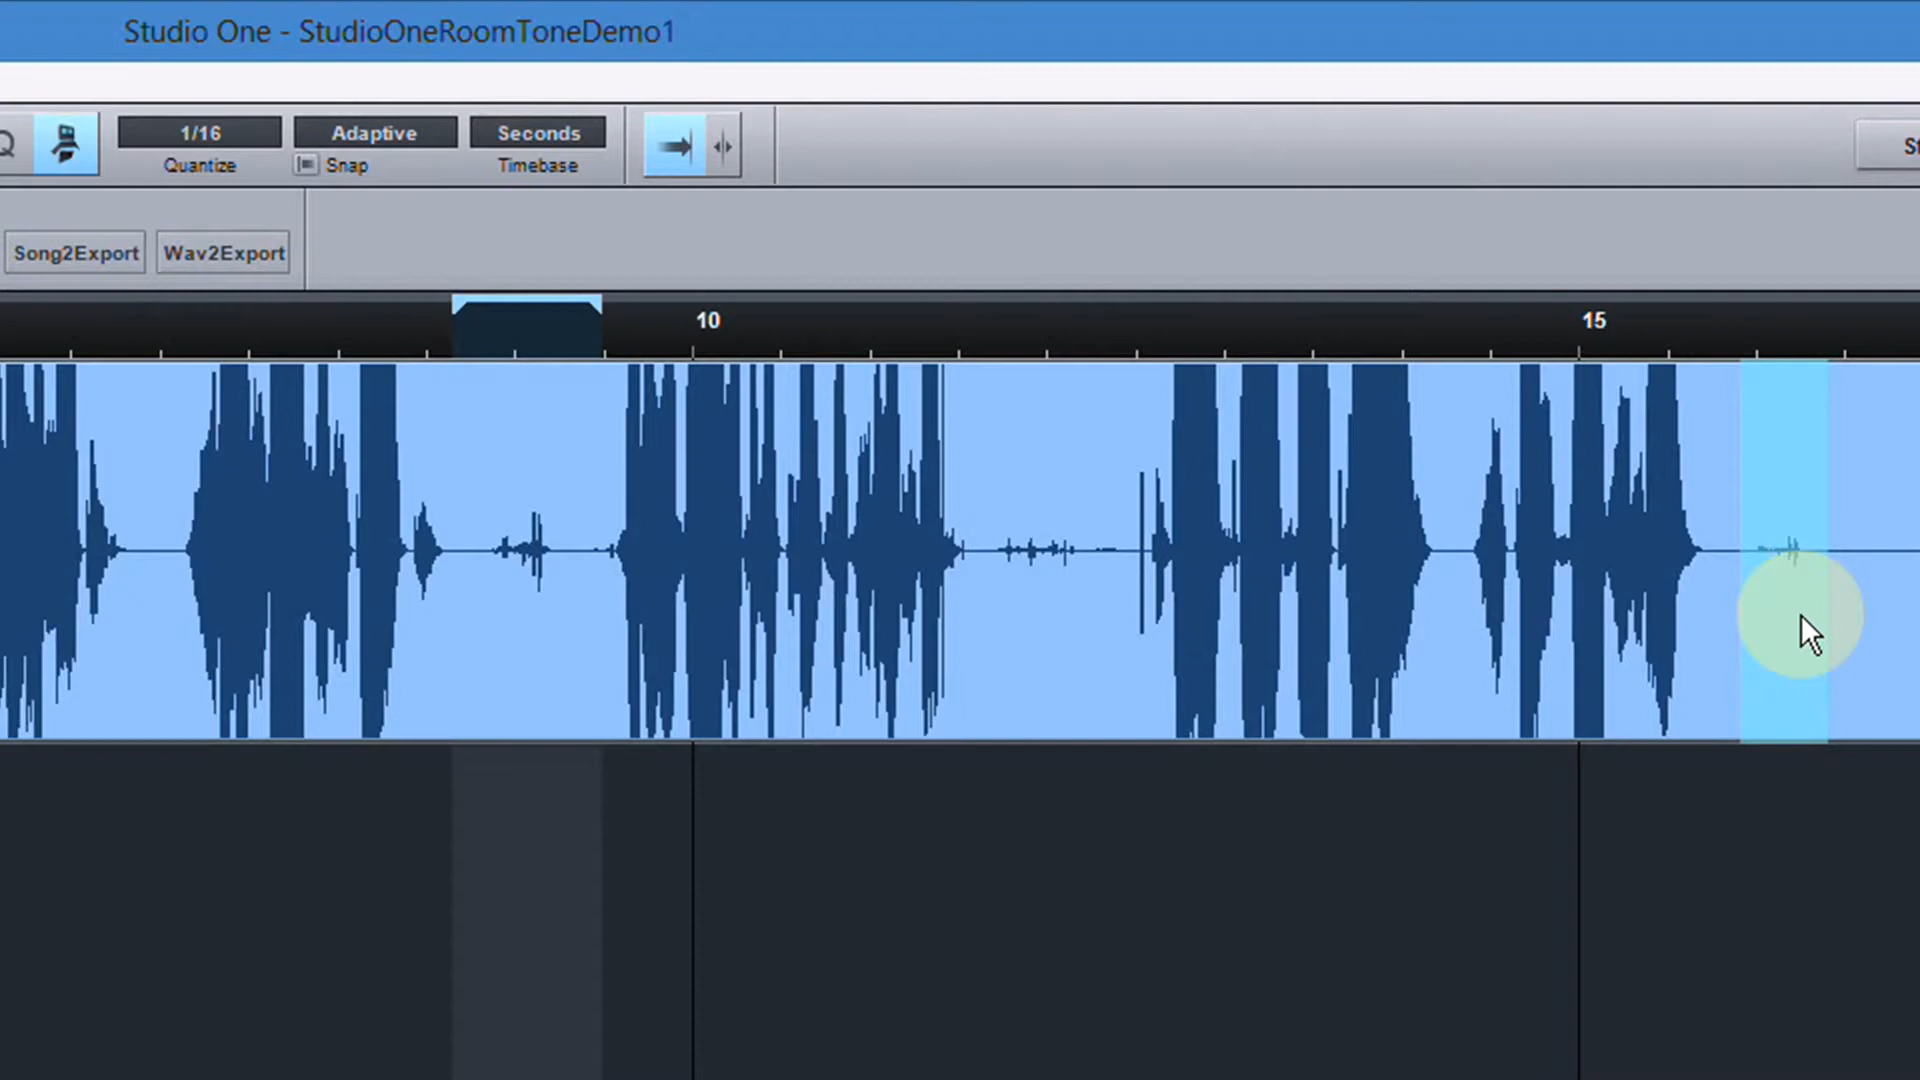 Studio One - StudioOneRoomToneDemo1
1/16 Adaptive Seconds
Quantize Snap Timebase
Song2Export Wav2Export
10 15